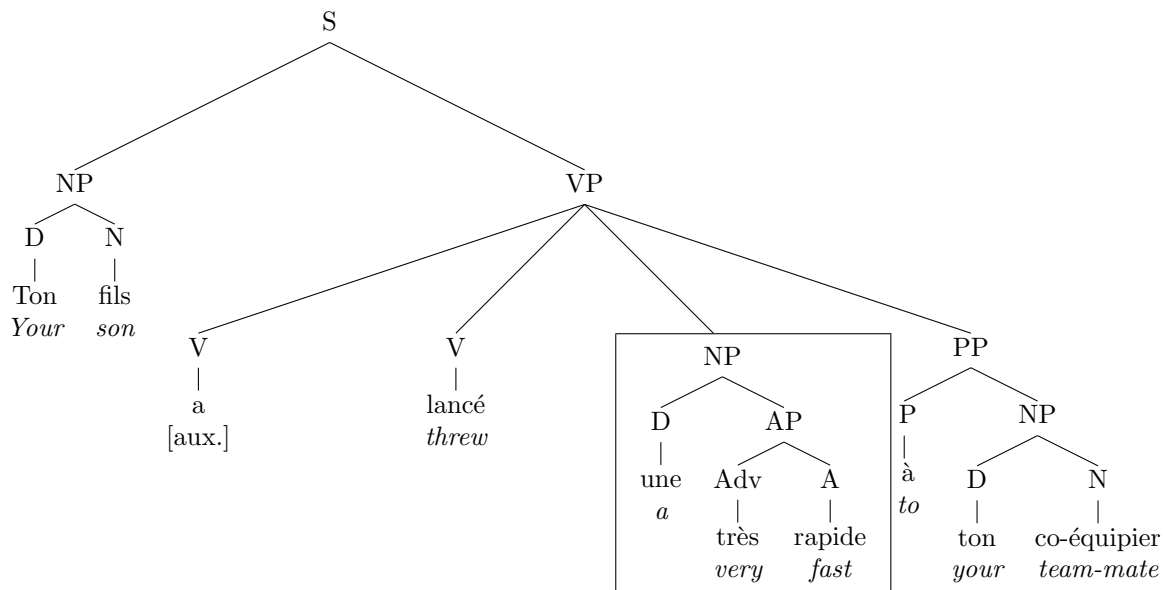 S
NP VP
D N
Ton fils
Your son
V V NP PP
a lancé D AP P NP
[aux.] threw une Adv A à D N
a très rapide to ton co-équipier
very fast your team-mate